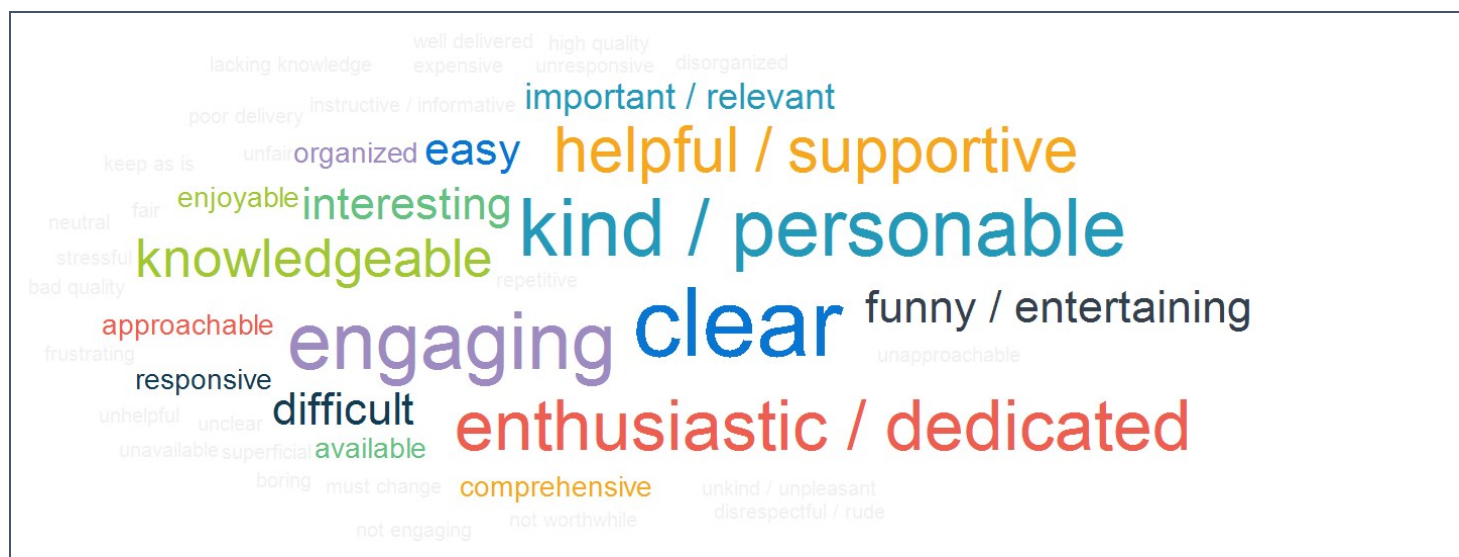 well delivered high quality
lacking knowledge expensive unresponsive disorganized
important / relevant
poor delivery instructive / informative
helpful / supportive
keep as is unfair organized easy
enjoyable interesting
neutral fair
kind / personable
stressful knowledgeable
bad quality repetitive
clear funny / entertaining
approachable engaging
frustrating unapproachable
responsive
unhelpful unclear difficult
enthusiastic / dedicated
unavailable superficial available
boring must change comprehensive unkind / unpleasant
not engaging not worthwhile disrespectful / rude